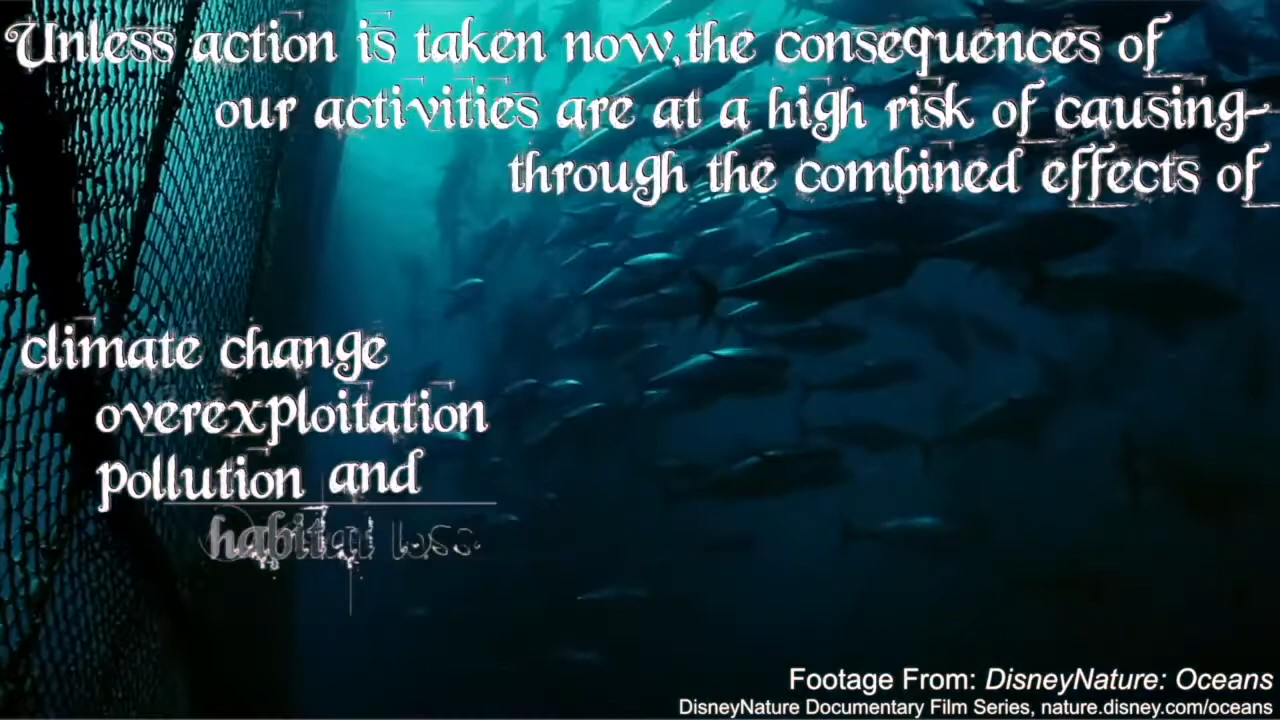 Unless action is taken now, the consequences of
our activities are at a high risk of causing-
through the combined effects of
climate change
overexploitation
pollution and
habitat loss
Footage From: DisneyNature: Oceans
DisneyNature Documentary Film Series, nature.disney.com/oceans